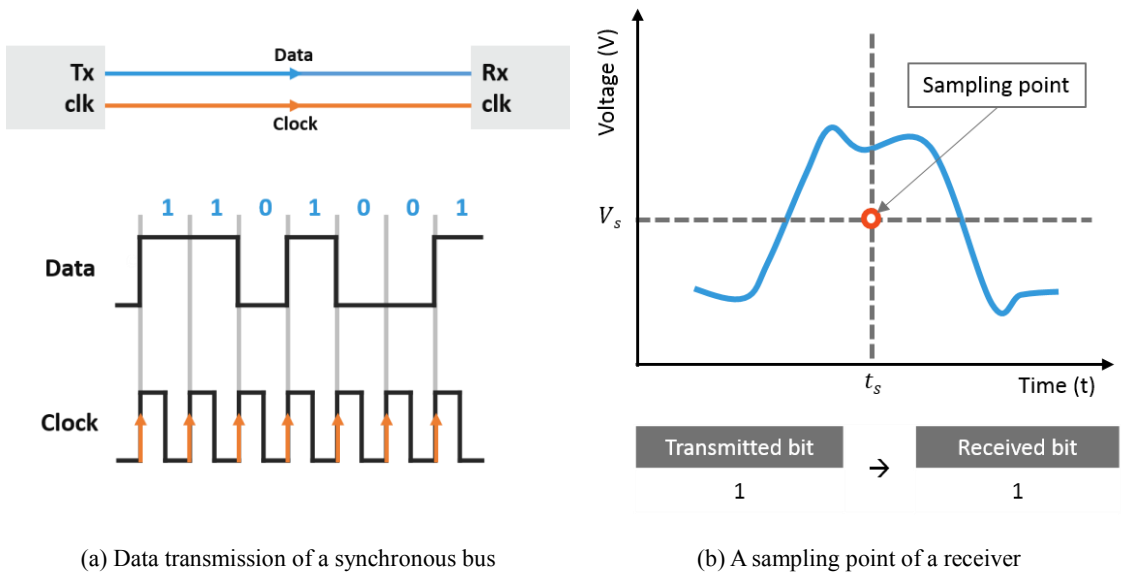 Data
Tx
Rx
clk
clk
Clock
1 1 0 1 0 0 1
Data
Clock
(a) Data transmission of a synchronous bus
Voltage (V)
Sampling point
V_s
t_s
Time (t)
Transmitted bit → Received bit
1 1
(b) A sampling point of a receiver